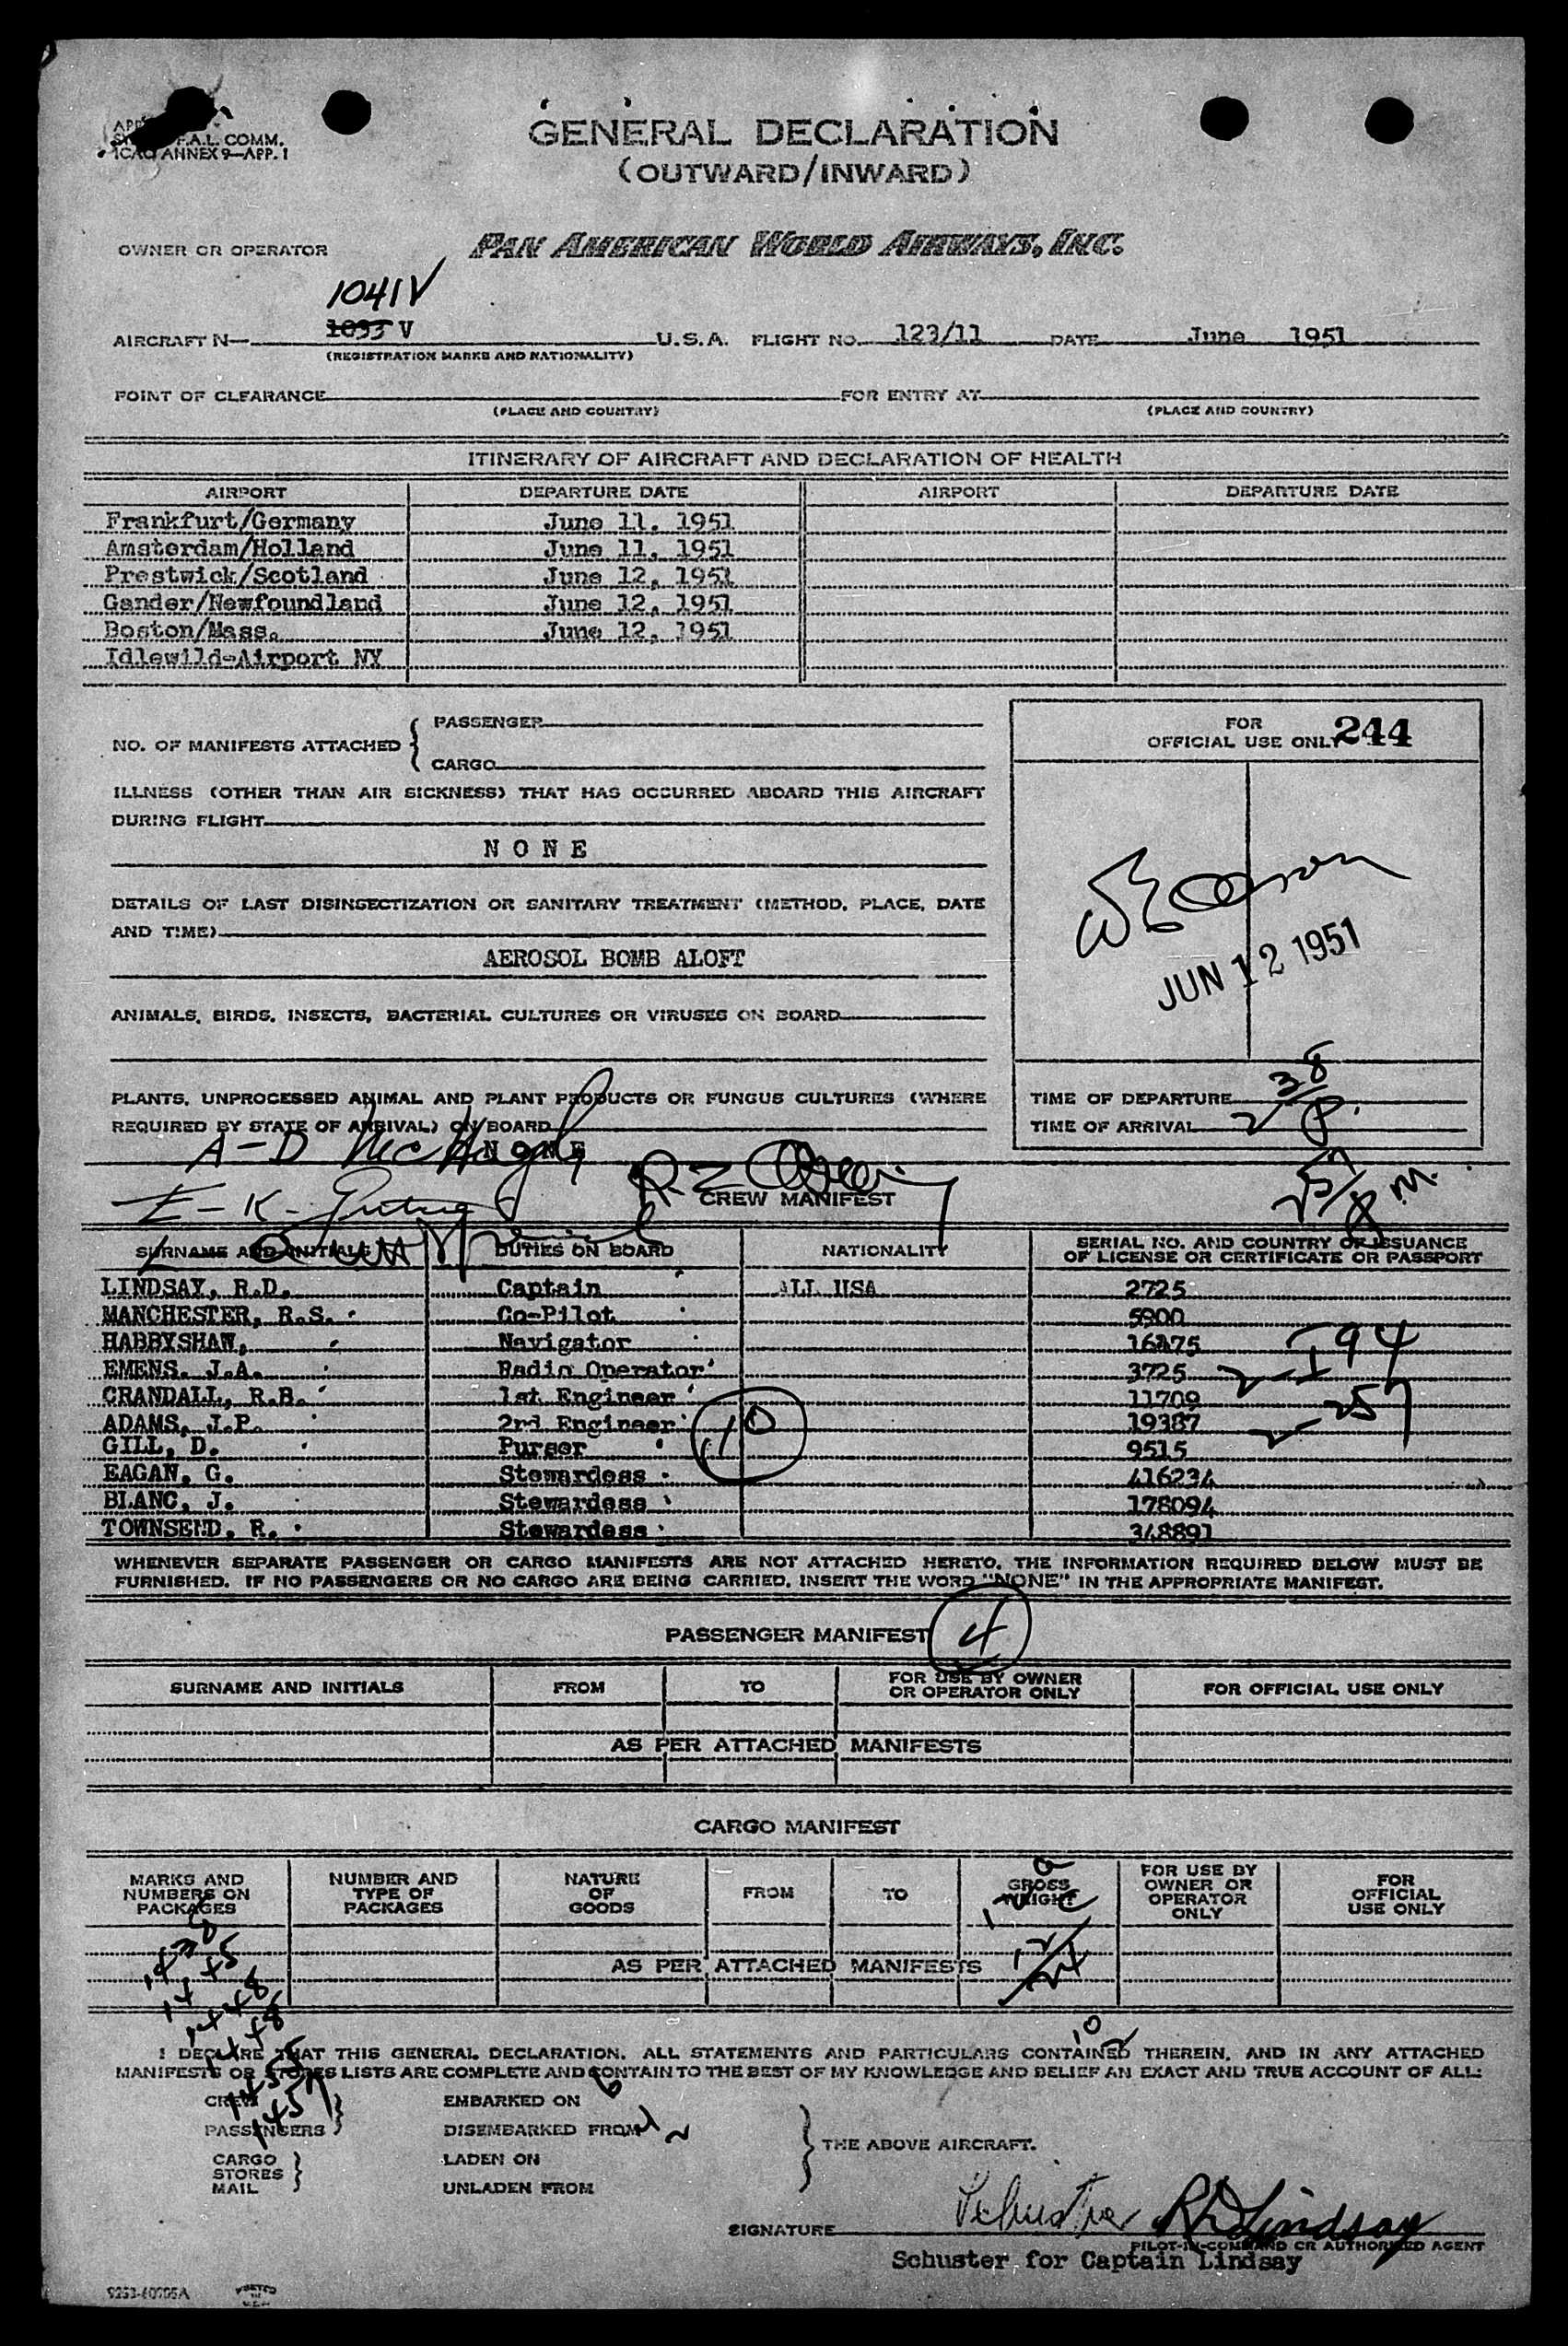 F.A.L. COMM.
ICAO ANNEX 9—APP. 1
GENERAL DECLARATION
(OUTWARD/INWARD)
OWNER OR OPERATOR PAN AMERICAN WORLD AIRWAYS, INC.
1041V
AIRCRAFT N— 1093 V U.S.A. FLIGHT NO. 123/11 DATE June 1951
(REGISTRATION MARKS AND NATIONALITY)
POINT OF CLEARANCE FOR ENTRY AT
(PLACE AND COUNTRY) (PLACE AND COUNTRY)
ITINERARY OF AIRCRAFT AND DECLARATION OF HEALTH
AIRPORT DEPARTURE DATE AIRPORT DEPARTURE DATE
Frankfurt/Germany June 11, 1951
Amsterdam/Holland June 11, 1951
Prestwick/Scotland June 12, 1951
Gander/Newfoundland June 12, 1951
Boston/Mass. June 12, 1951
Idlewild-Airport NY
NO. OF MANIFESTS ATTACHED { PASSENGER
CARGO
FOR
OFFICIAL USE ONLY 244
ILLNESS (OTHER THAN AIR SICKNESS) THAT HAS OCCURRED ABOARD THIS AIRCRAFT
DURING FLIGHT
N O N E
DETAILS OF LAST DISINSECTIZATION OR SANITARY TREATMENT (METHOD, PLACE, DATE
AND TIME)
AEROSOL BOMB ALOFT
JUN 12 1951
ANIMALS, BIRDS, INSECTS, BACTERIAL CULTURES OR VIRUSES ON BOARD
PLANTS, UNPROCESSED ANIMAL AND PLANT PRODUCTS OR FUNGUS CULTURES (WHERE
REQUIRED BY STATE OF ARRIVAL) ON BOARD
N O N E
TIME OF DEPARTURE
TIME OF ARRIVAL 2 38 P.
2 57 P.M.
CREW MANIFEST
SURNAME AND INITIALS DUTIES ON BOARD NATIONALITY SERIAL NO. AND COUNTRY OF ISSUANCE
OF LICENSE OR CERTIFICATE OR PASSPORT
LINDSAY, R.D. Captain ALL USA 2725
MANCHESTER, R.S. Co-Pilot 5900
HABBYSHAW, Navigator 16475
EMENS. J.A. Radio Operator 3725
CRANDALL, R.B. 1st Engineer 11709
ADAMS, J.P. 2nd Engineer 19387
GILL, D. Purser 9515
EAGAN, G. Stewardess 416234
BLANC, J. Stewardess 178094
TOWNSEND, R. Stewardess 348891
10
WHENEVER SEPARATE PASSENGER OR CARGO MANIFESTS ARE NOT ATTACHED HERETO, THE INFORMATION REQUIRED BELOW MUST BE
FURNISHED. IF NO PASSENGERS OR NO CARGO ARE BEING CARRIED, INSERT THE WORD "NONE" IN THE APPROPRIATE MANIFEST.
PASSENGER MANIFEST 4
SURNAME AND INITIALS FROM TO FOR USE BY OWNER
OR OPERATOR ONLY FOR OFFICIAL USE ONLY
AS PER ATTACHED MANIFESTS
CARGO MANIFEST
MARKS AND
NUMBERS ON
PACKAGES NUMBER AND
TYPE OF
PACKAGES NATURE
OF
GOODS FROM TO GROSS
WEIGHT FOR USE BY
OWNER OR
OPERATOR
ONLY FOR
OFFICIAL
USE ONLY
AS PER ATTACHED MANIFESTS
1445
1448
1448
1455
1457
I DECLARE THAT THIS GENERAL DECLARATION, ALL STATEMENTS AND PARTICULARS CONTAINED THEREIN, AND IN ANY ATTACHED
MANIFESTS OR STORES LISTS ARE COMPLETE AND CONTAIN TO THE BEST OF MY KNOWLEDGE AND BELIEF AN EXACT AND TRUE ACCOUNT OF ALL:
CREW EMBARKED ON
PASSENGERS DISEMBARKED FROM
THE ABOVE AIRCRAFT.
CARGO LADEN ON
STORES
MAIL UNLADEN FROM
SIGNATURE Schuster RD Lindsay
PILOT-IN-COMMAND OR AUTHORIZED AGENT
Schuster for Captain Lindsay